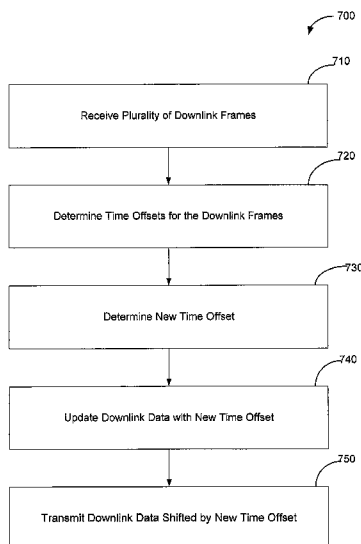 700
710
Receive Plurality of Downlink Frames
720
Determine Time Offsets for the Downlink Frames
730
Determine New Time Offset
740
Update Downlink Data with New Time Offset
750
Transmit Downlink Data Shifted by New Time Offset